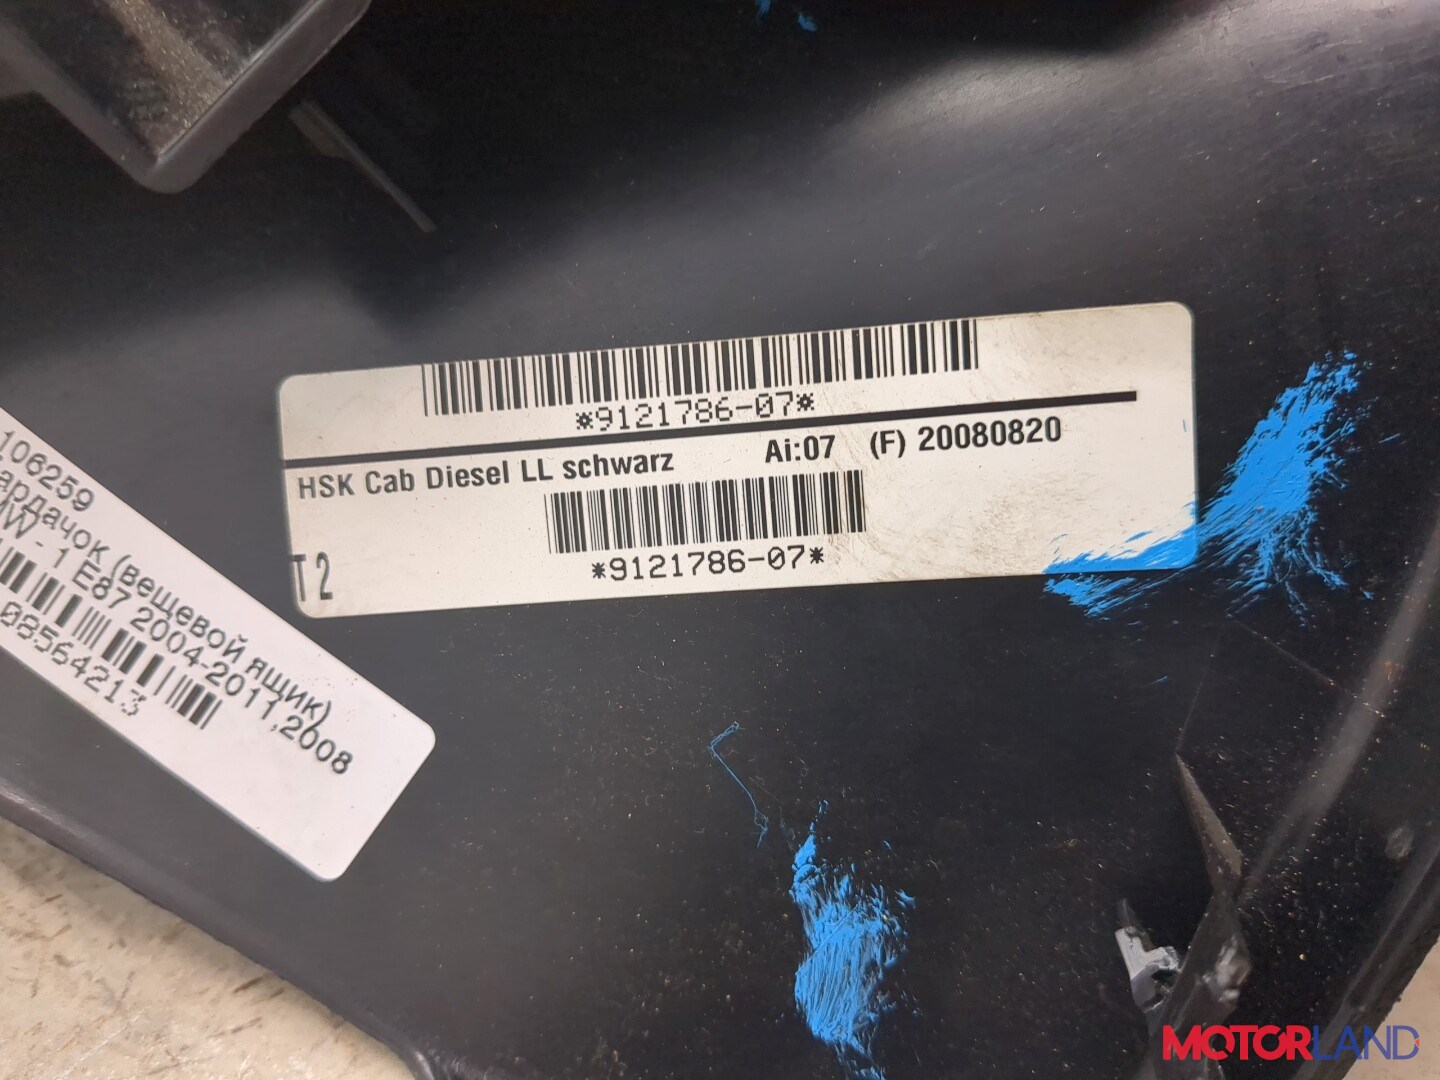 *9121786-07*
HSK Cab Diesel LL schwarz Ai:07 (F) 20080820
T2
*9121786-07*
106259
(вещевой ящик)
- 1 E87 2004-2011,2008
08564213
MOTORLAND